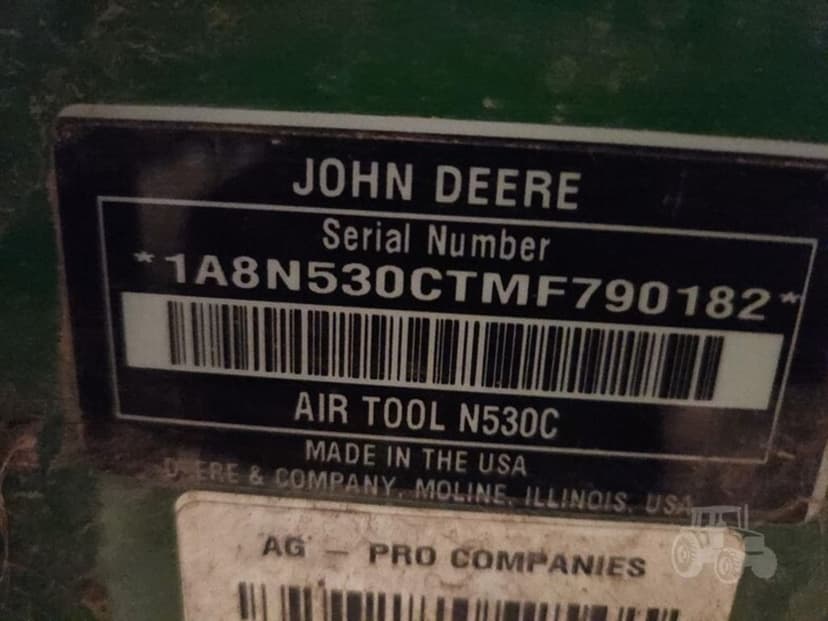 JOHN DEERE
Serial Number
*1A8N530CTMF790182*
AIR TOOL N530C
MADE IN THE USA
DEERE & COMPANY, MOLINE, ILLINOIS, USA
AG - PRO COMPANIES